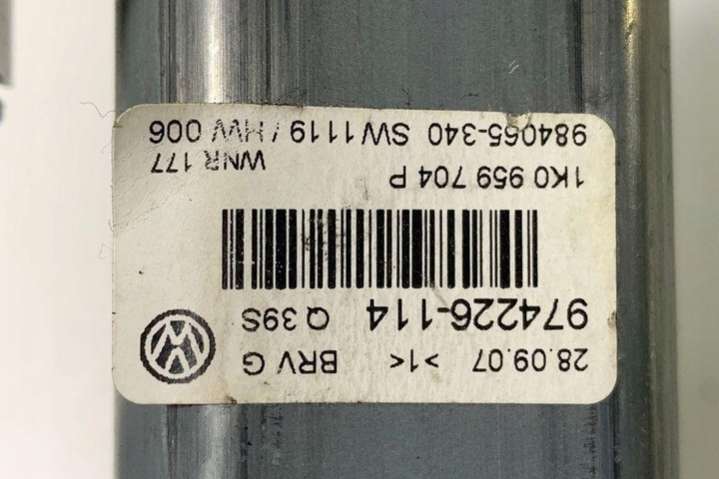 28.09.07 >1< BRV G
974226-114 Q 39S
1K0 959 704 P WNR 177
984065-340 SW 1119 / HW 006